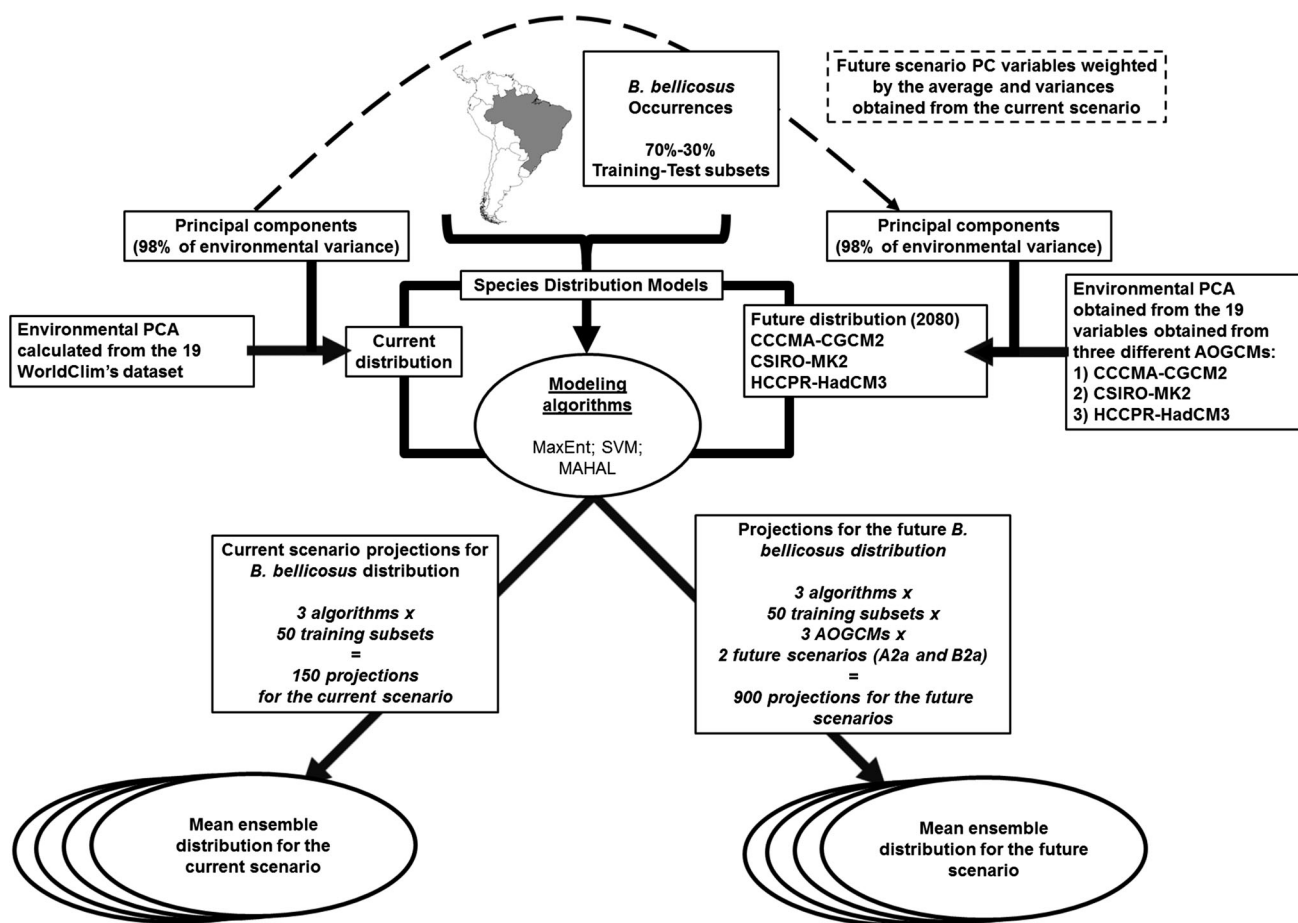 B. bellicosus
Occurrences
70%-30%
Training-Test subsets
Future scenario PC variables weighted
by the average and variances
obtained from the current scenario
Principal components
(98% of environmental variance)
Principal components
(98% of environmental variance)
Species Distribution Models
Environmental PCA
calculated from the 19
WorldClim’s dataset
Current
distribution
Future distribution (2080)
CCCMA-CGCM2
CSIRO-MK2
HCCPR-HadCM3
Environmental PCA
obtained from the 19
variables obtained from
three different AOGCMs:
1) CCCMA-CGCM2
2) CSIRO-MK2
3) HCCPR-HadCM3
Modeling
algorithms
MaxEnt; SVM;
MAHAL
Current scenario projections for
B. bellicosus distribution
3 algorithms x
50 training subsets
=
150 projections
for the current scenario
Projections for the future B.
bellicosus distribution
3 algorithms x
50 training subsets x
3 AOGCMs x
2 future scenarios (A2a and B2a)
=
900 projections for the future
scenarios
Mean ensemble
distribution for the
current scenario
Mean ensemble
distribution for the future
scenario